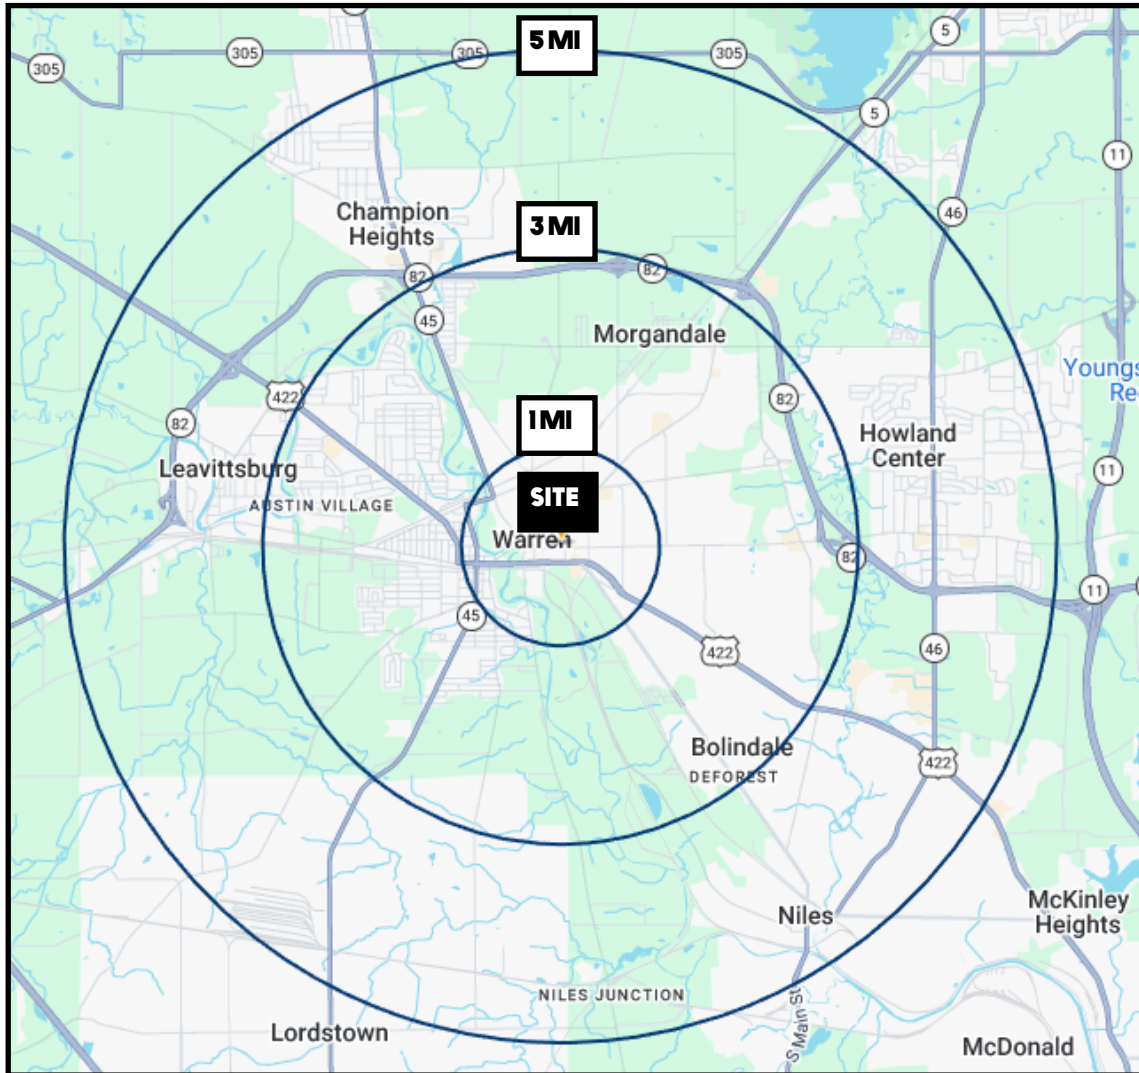 5 MI
5
305
305
305
305
5
11
3 MI
Champion
Heights
46
82
82
45
Morgandale
Youngs
Re
422
82
1 MI
82
Howland
Center
Leavittsburg
11
AUSTIN VILLAGE
SITE
Warren
82
11
45
422
46
Bolindale
DEFOREST
422
McKinley
Heights
Niles
NILES JUNCTION
S Main St
Lordstown
McDonald